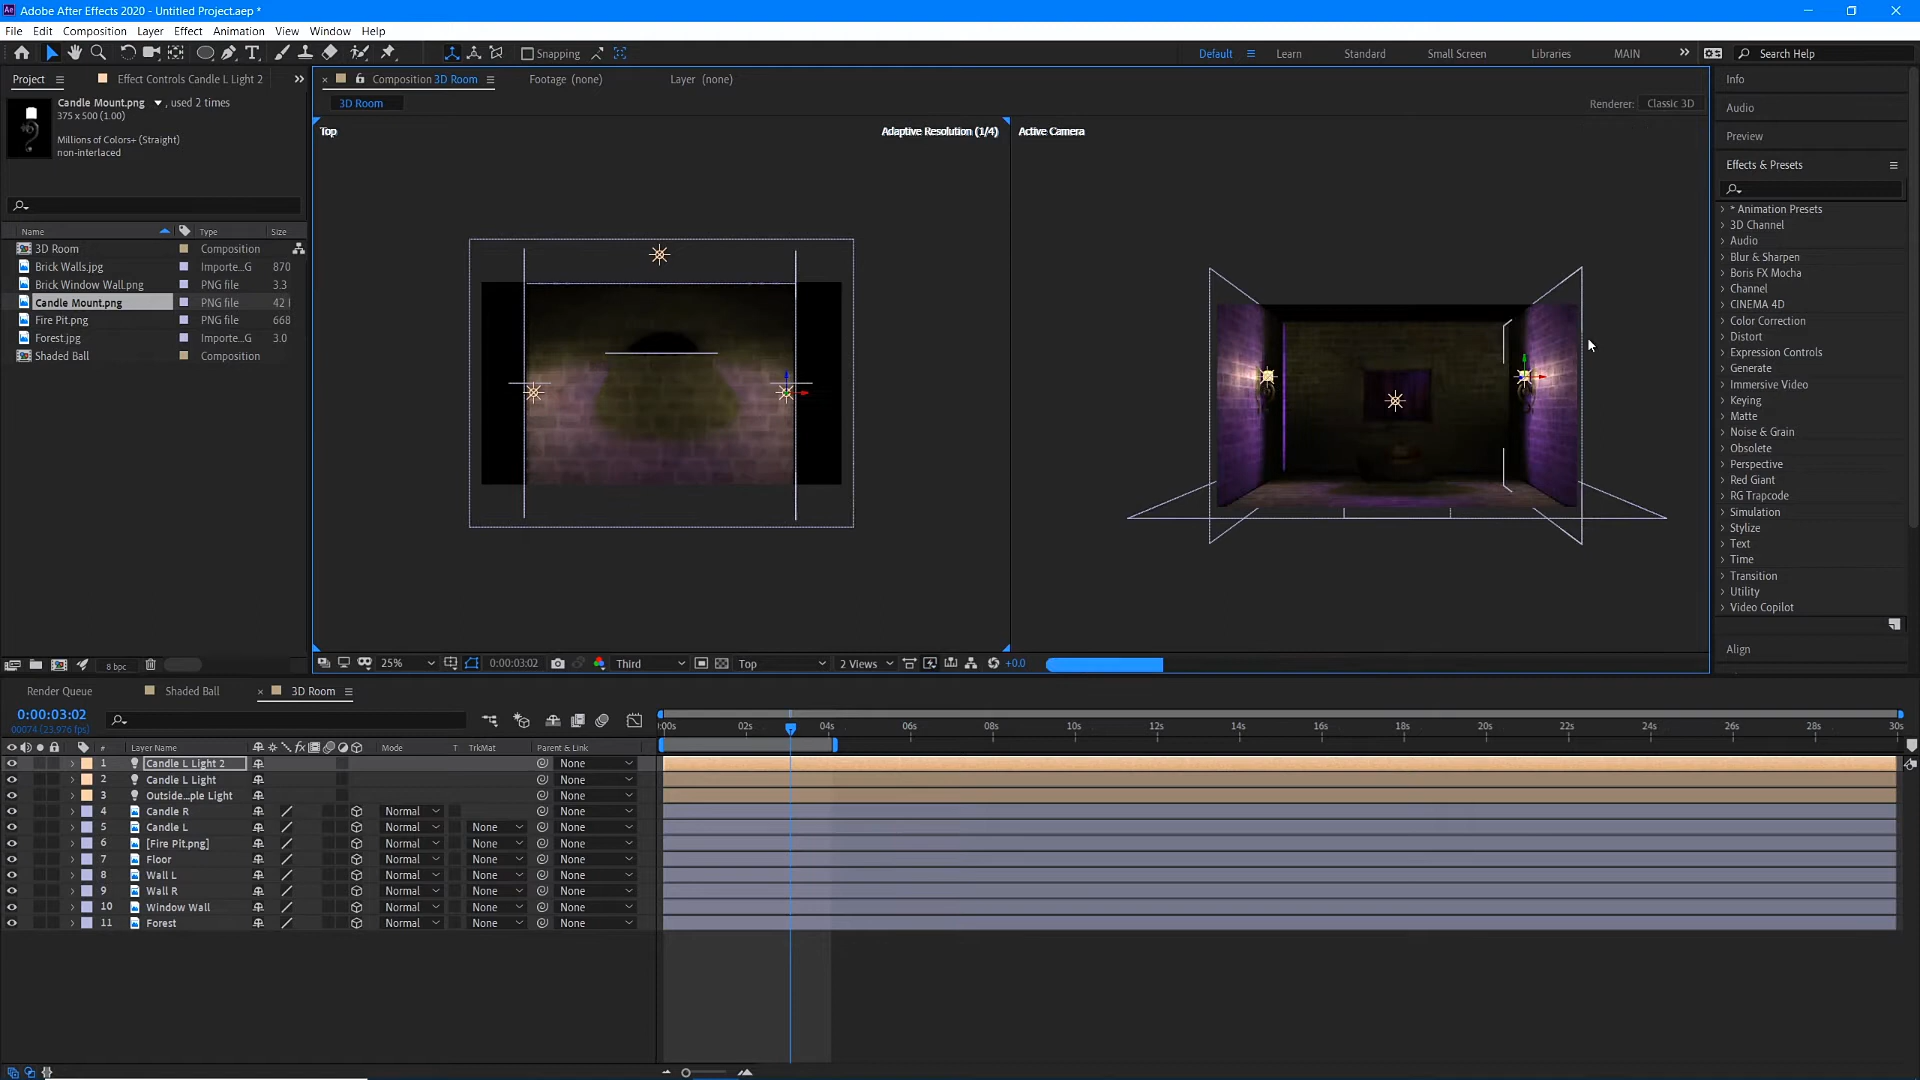 Ae Adobe After Effects 2020 - Untitled Project.aep *
File Edit Composition Layer Effect Animation View Window Help
Snapping
Default Learn Standard Small Screen Libraries MAIN Search Help
Project
Effect Controls Candle L Light 2
Composition 3D Room
Footage (none)
Layer (none)
Info
Candle Mount.png , used 2 times
375 x 500 (1.00)
Millions of Colors+ (Straight)
non-interlaced
3D Room
Renderer: Classic 3D
Audio
Top
Adaptive Resolution (1/4)
Active Camera
Preview
Effects & Presets
Name Type Size
3D Room Composition
Brick Walls.jpg Importe...G 870
Brick Window Wall.png PNG file 3.3
Candle Mount.png PNG file 42
Fire Pit.png PNG file 668
Forest.jpg Importe...G 3.0
Shaded Ball Composition
* Animation Presets
3D Channel
Audio
Blur & Sharpen
Boris FX Mocha
Channel
CINEMA 4D
Color Correction
Distort
Expression Controls
Generate
Immersive Video
Keying
Matte
Noise & Grain
Obsolete
Perspective
Red Giant
RG Trapcode
Simulation
Stylize
Text
Time
Transition
Utility
Video Copilot
Align
8 bpc
25% 0:00:03:02 Third Top 2 Views +0.0
Render Queue Shaded Ball 3D Room
0:00:03:02
00074 (23.976 fps)
:00s 02s 04s 06s 08s 10s 12s 14s 16s 18s 20s 22s 24s 26s 28s 30s
# Layer Name fx Mode T TrkMat Parent & Link
1 Candle L Light 2 None
2 Candle L Light None
3 Outside...ple Light None
4 Candle R Normal None
5 Candle L Normal None None
6 [Fire Pit.png] Normal None None
7 Floor Normal None None
8 Wall L Normal None None
9 Wall R Normal None None
10 Window Wall Normal None None
11 Forest Normal None None